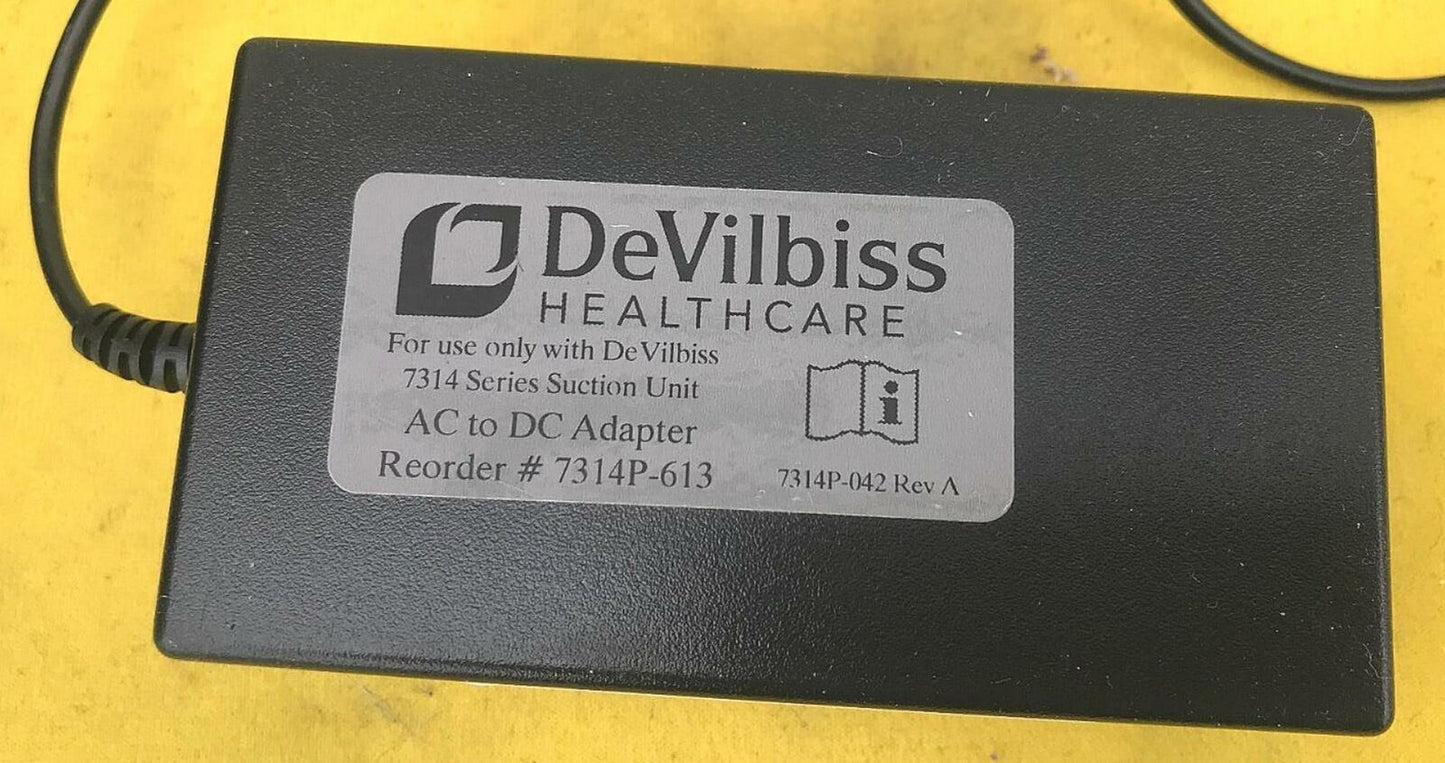 DeVilbiss
HEALTHCARE
For use only with DeVilbiss
7314 Series Suction Unit
AC to DC Adapter
Reorder # 7314P-613
i
7314P-042 Rev A